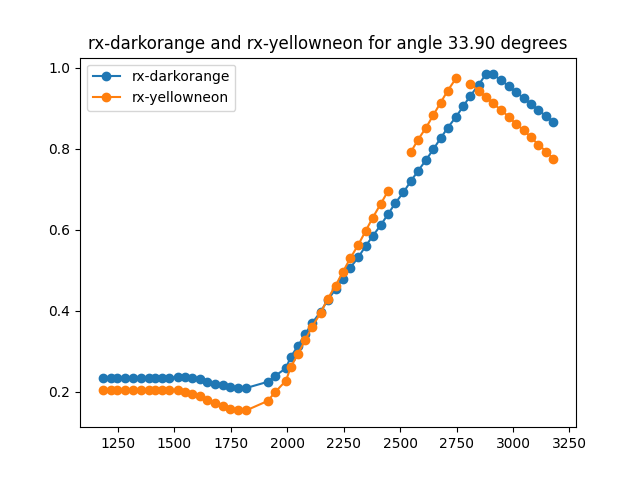 rx-darkorange and rx-yellowneon for angle 33.90 degrees
rx-darkorange
rx-yellowneon
1.0
0.8
0.6
0.4
0.2
1250 1500 1750 2000 2250 2500 2750 3000 3250